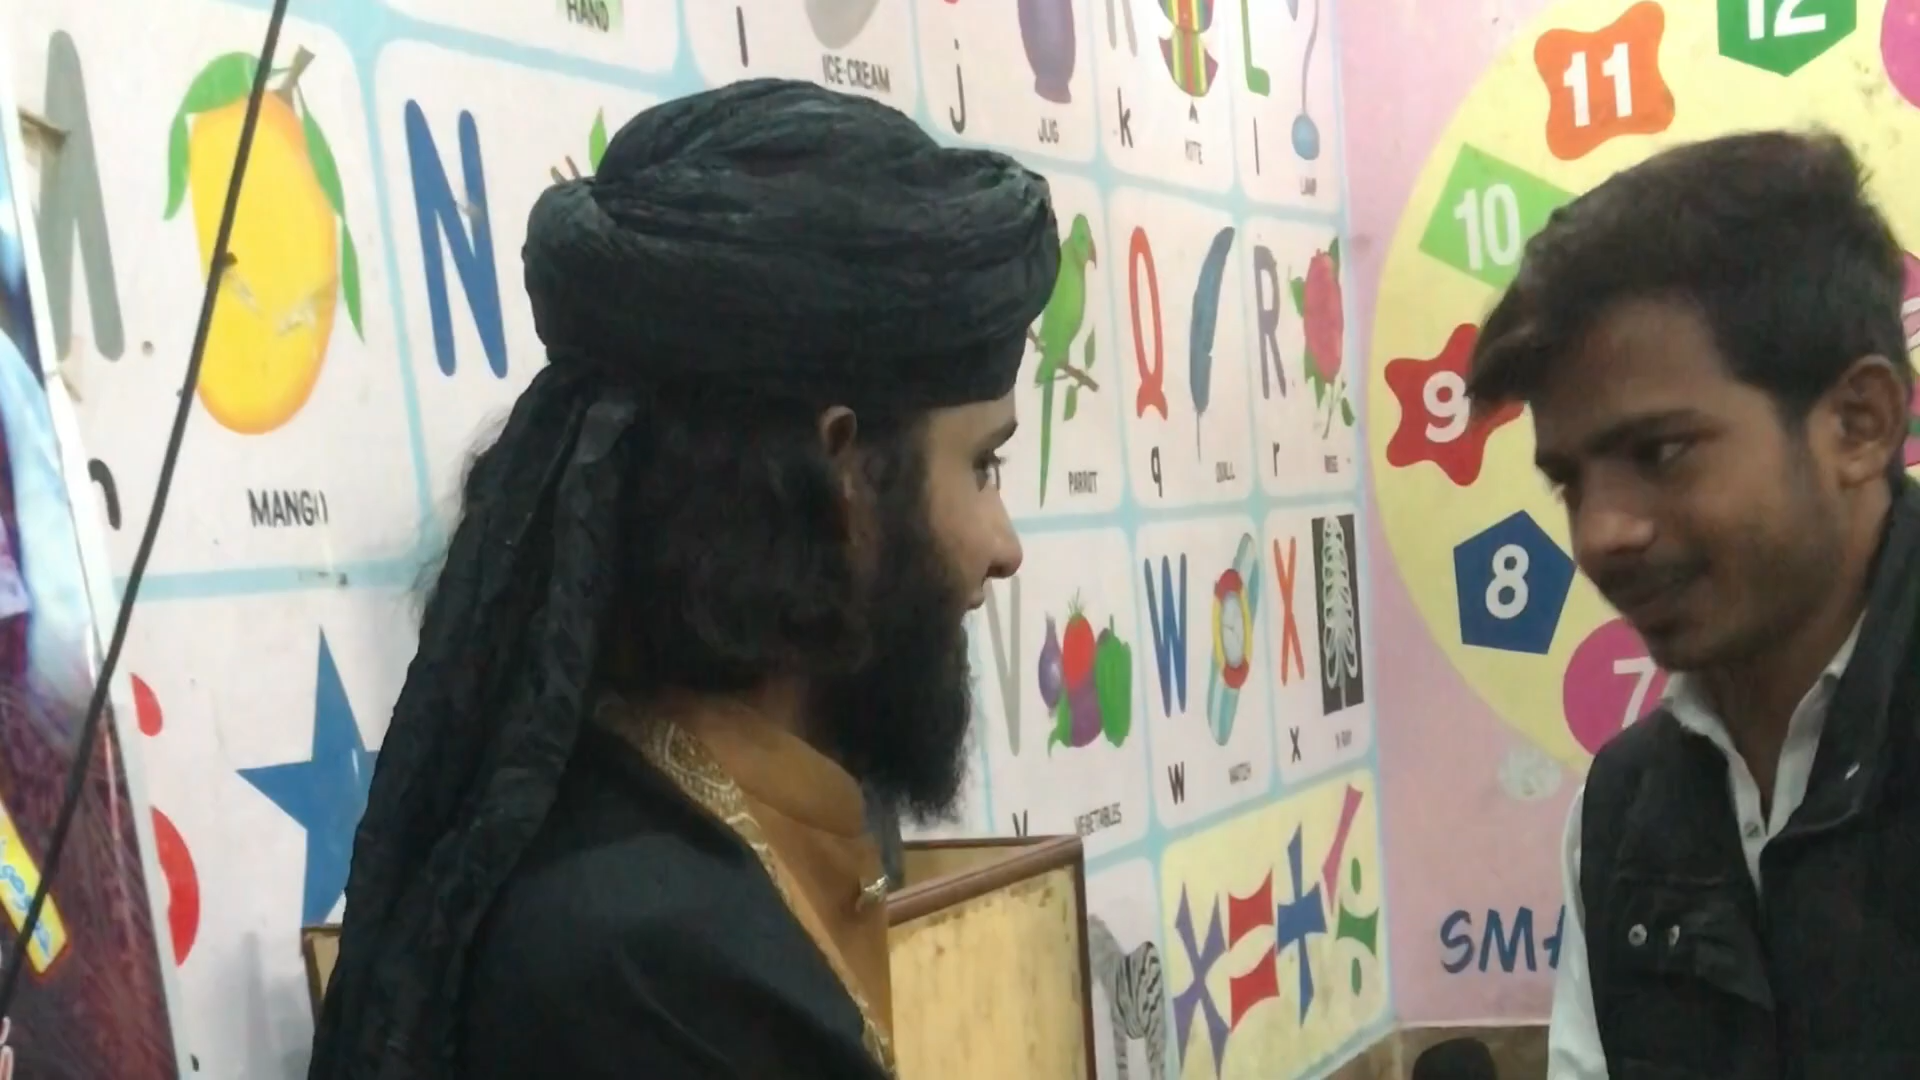 HAND
I
ICE-CREAM
j
JUG
k
KITE
L
l
LAMP
M
MANGO
N
PARROT
Q
q
QUILL
R
r
ROSE
V
v
VEGETABLES
W
w
WATCH
X
x
X RAY
12
11
10
9
8
7
SMA